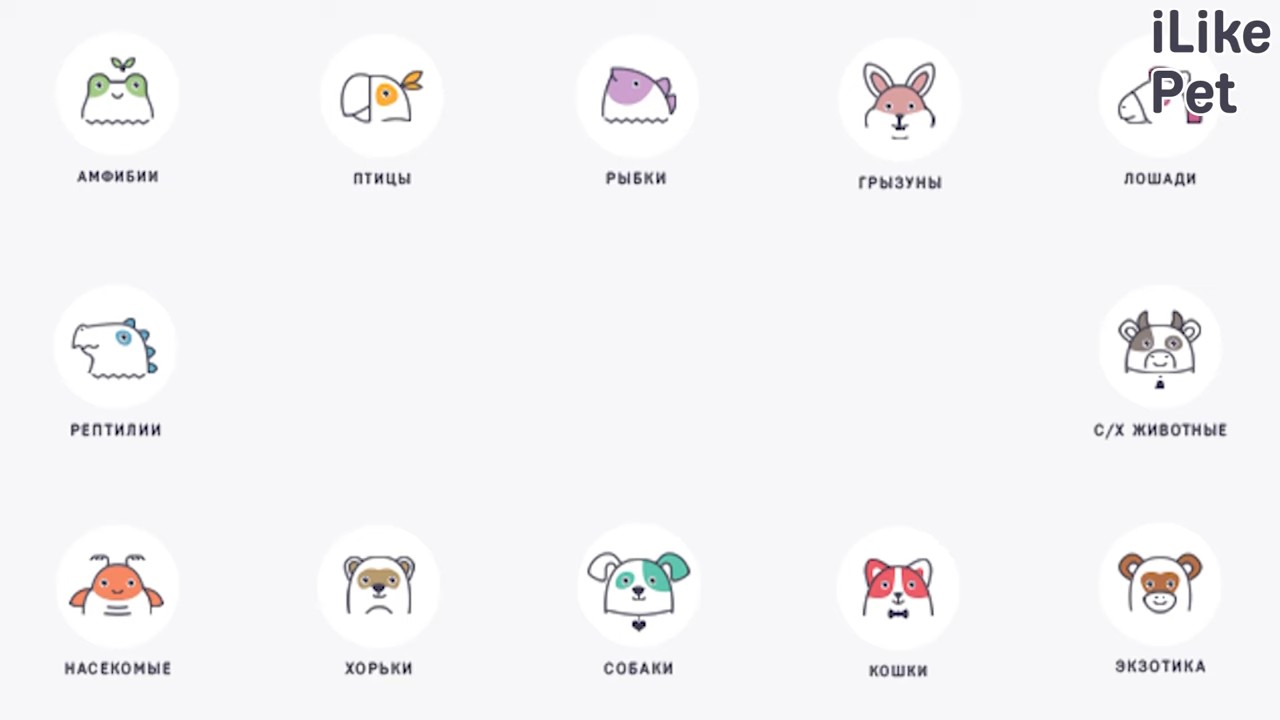 iLike
Pet
АМФИБИИ
ПТИЦЫ
РЫБКИ
ГРЫЗУНЫ
ЛОШАДИ
РЕПТИЛИИ
С/Х ЖИВОТНЫЕ
НАСЕКОМЫЕ
ХОРЬКИ
СОБАКИ
КОШКИ
ЭКЗОТИКА